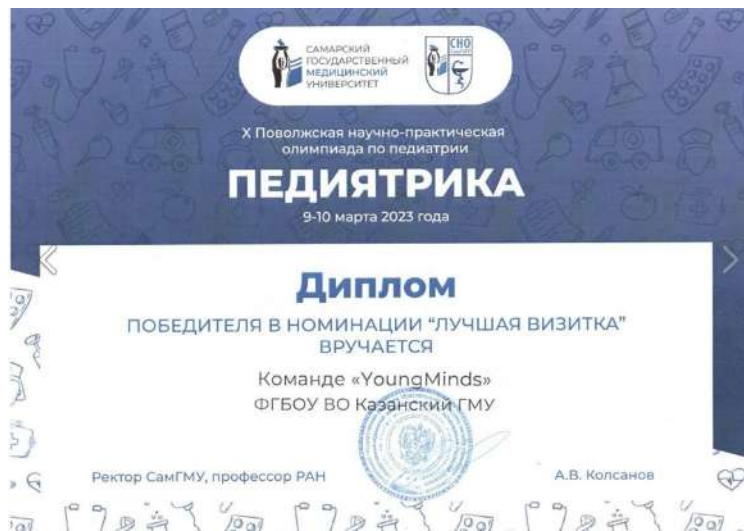 САМАРСКИЙ
ГОСУДАРСТВЕННЫЙ
МЕДИЦИНСКИЙ
УНИВЕРСИТЕТ
СНО
X Поволжская научно-практическая
олимпиада по педиатрии
ПЕДИЯТРИКА
9-10 марта 2023 года
Диплом
ПОБЕДИТЕЛЯ В НОМИНАЦИИ “ЛУЧШАЯ ВИЗИТКА”
ВРУЧАЕТСЯ
Команде «YoungMinds»
ФГБОУ ВО Казанский ГМУ
Ректор СамГМУ, профессор РАН
А.В. Колсанов